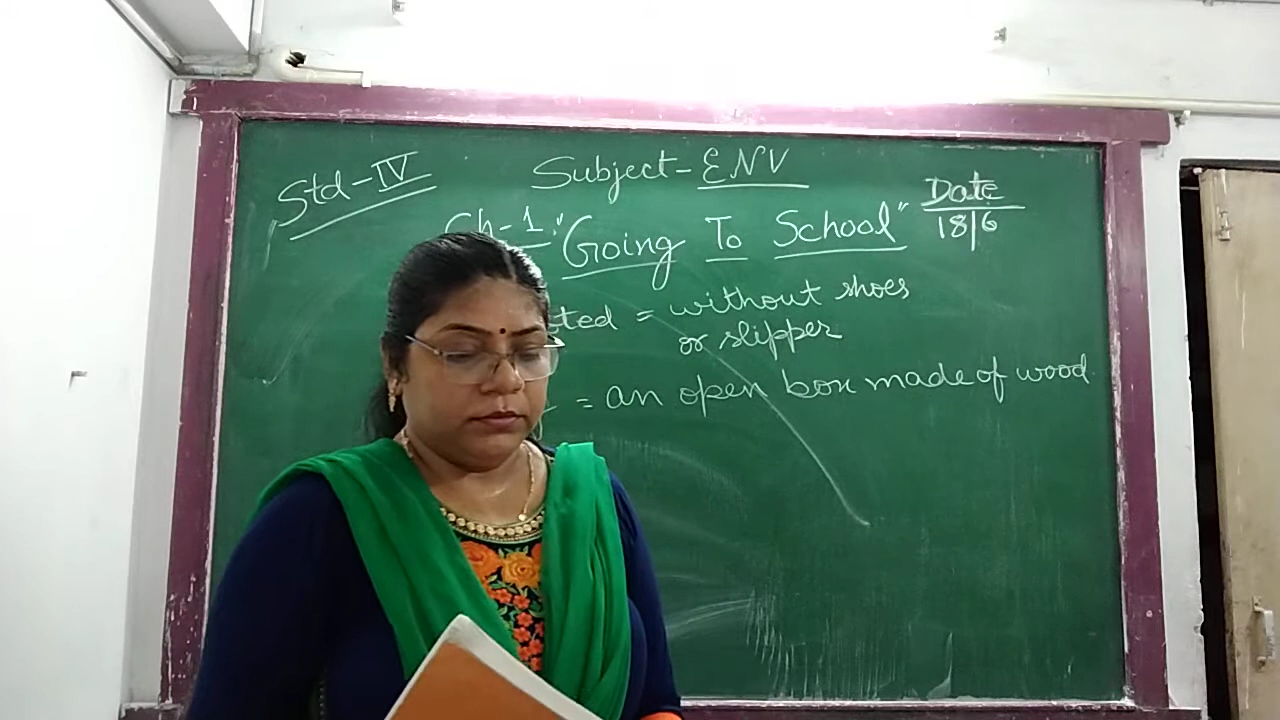 Std-IV
Subject-ENV
Date
18/6
Ch-1: "Going To School"
= without shoes
or slipper
= an open box made of wood